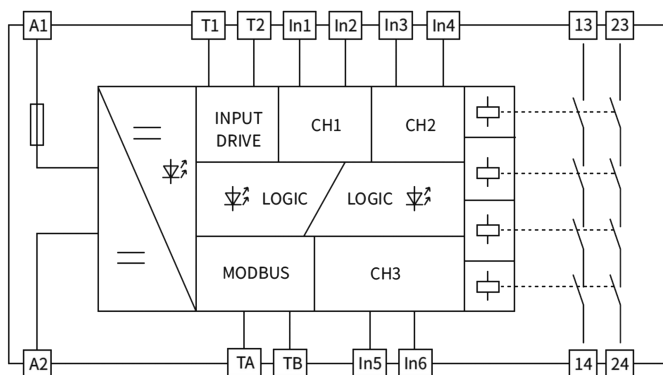 A1 T1 T2 In1 In2 In3 In4 13 23
INPUT
DRIVE
CH1
CH2
LOGIC
LOGIC
MODBUS
CH3
A2 TA TB In5 In6 14 24